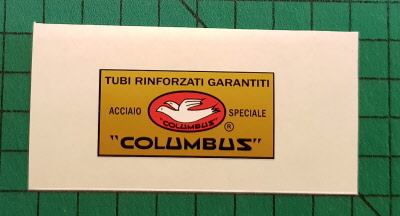 TUBI RINFORZATI GARANTITI
ACCIAIO "COLUMBUS" SPECIALE
®
"COLUMBUS"